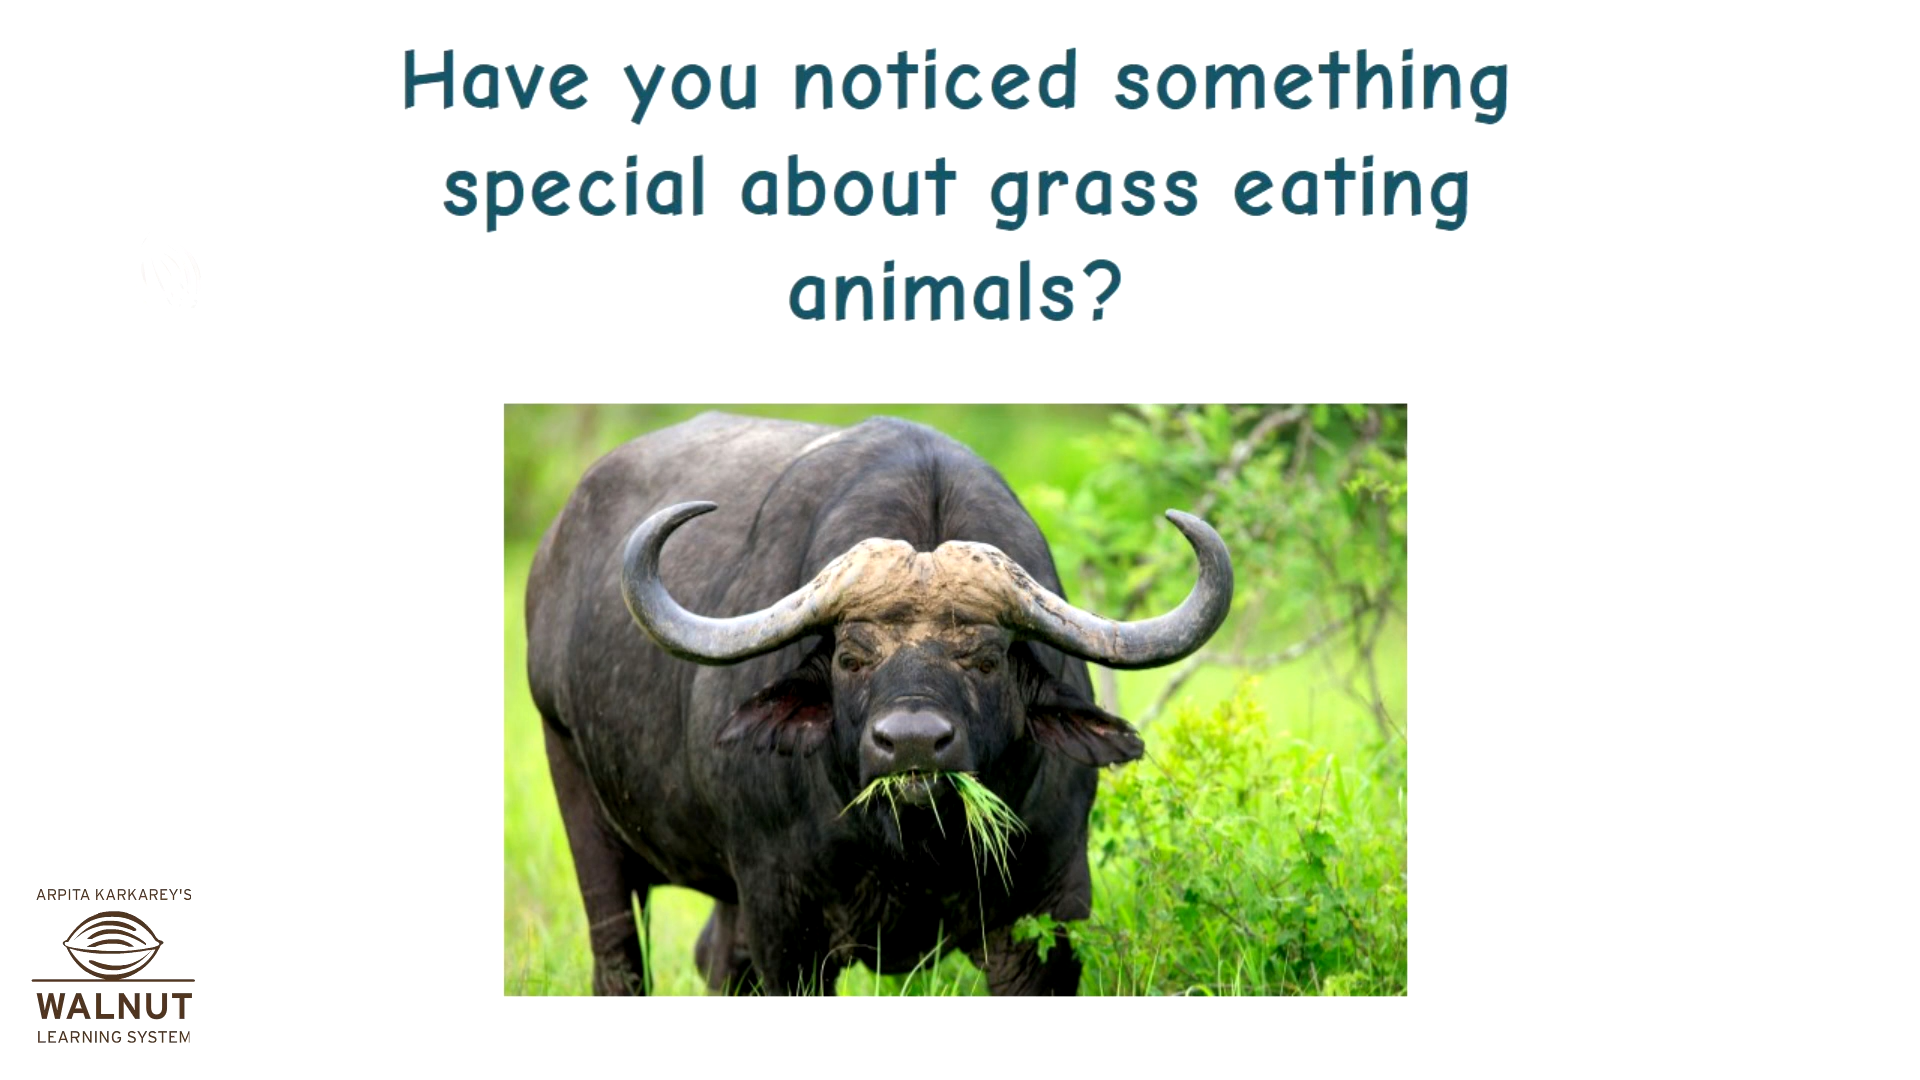 Have you noticed something
special about grass eating
animals?
ARPITA KARKAREY'S
WALNUT
LEARNING SYSTEM